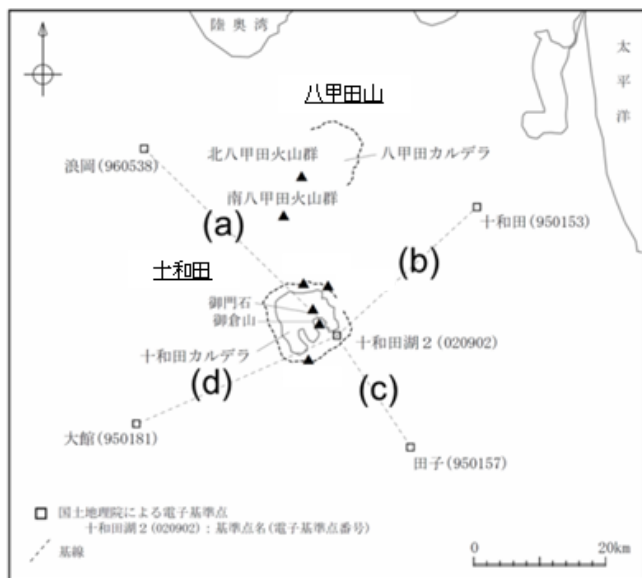 陸奥湾
太平洋
八甲田山
北八甲田火山群
八甲田カルデラ
浪岡(960538)
南八甲田火山群
(a)
十和田(950153)
(b)
十和田
御門石
御倉山
十和田湖2(020902)
十和田カルデラ
(d)
(c)
大館(950181)
田子(950157)
国土地理院による電子基準点
十和田湖2(020902):基準点名(電子基準点番号)
基線
0 20km